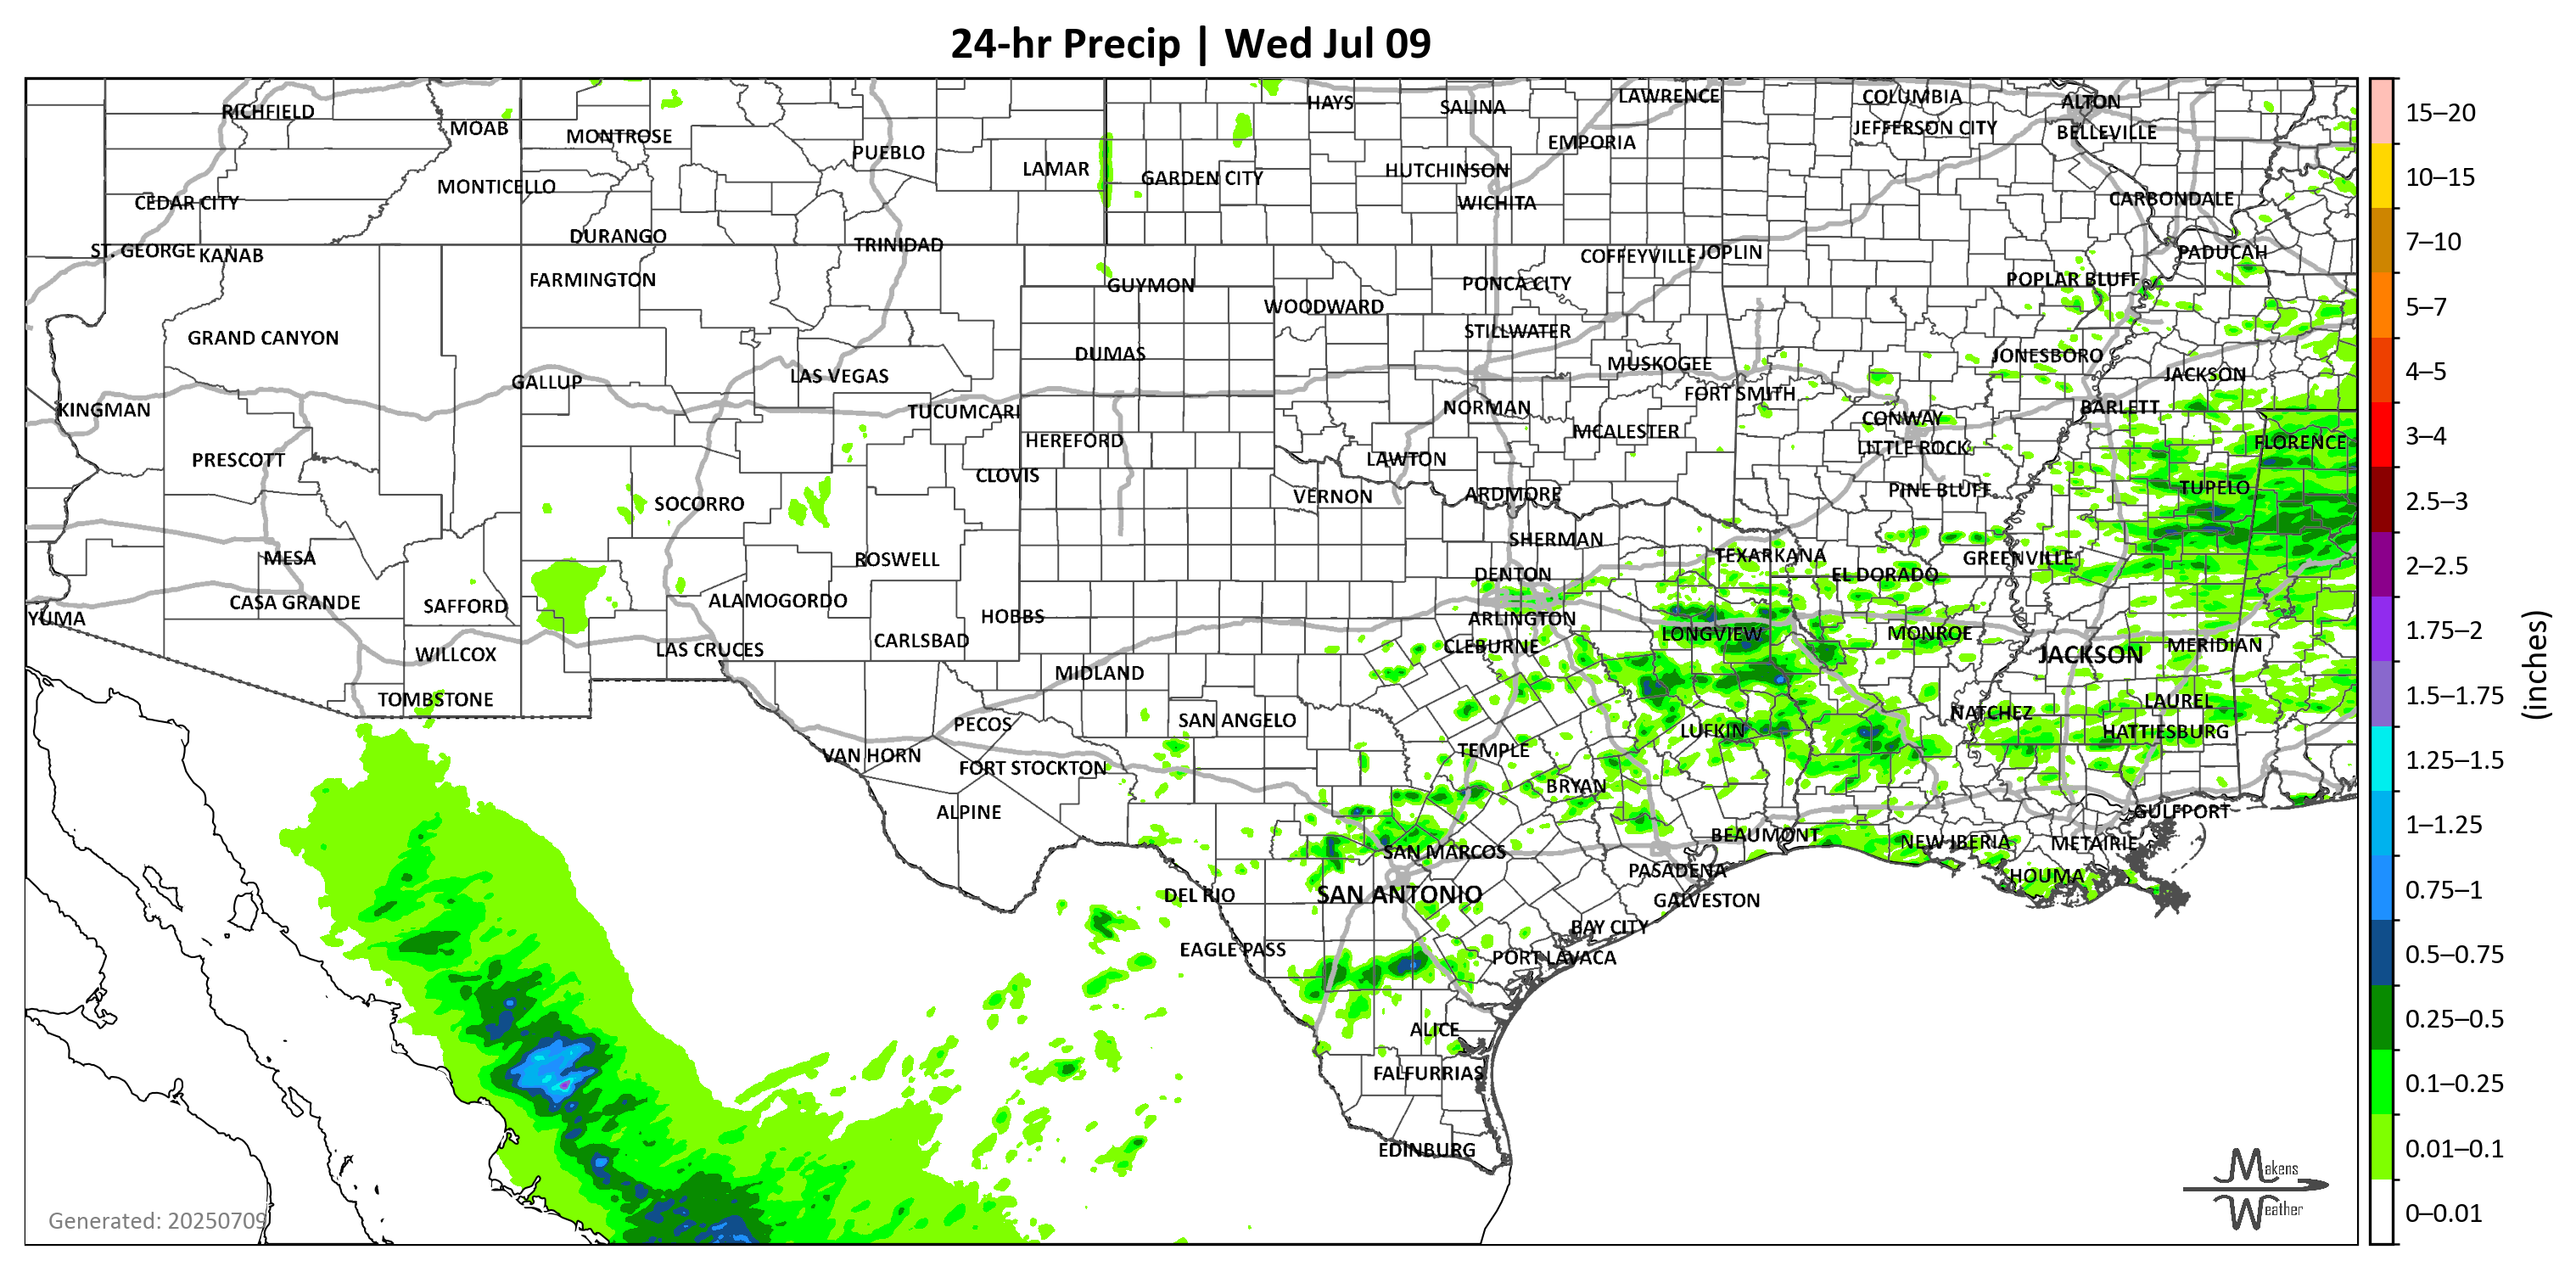 24-hr Precip | Wed Jul 09
RICHFIELD
MOAB
MONTROSE
PUEBLO
LAMAR
GARDEN CITY
HAYS
SALINA
LAWRENCE
EMPORIA
HUTCHINSON
WICHITA
COLUMBIA
JEFFERSON CITY
ALTON
BELLEVILLE
CARBONDALE
MONTICELLO
CEDAR CITY
ST. GEORGE
KANAB
DURANGO
TRINIDAD
FARMINGTON
GUYMON
WOODWARD
PONCA CITY
COFFEYVILLE
JOPLIN
POPLAR BLUFF
PADUCAH
GRAND CANYON
GALLUP
LAS VEGAS
DUMAS
STILLWATER
MUSKOGEE
FORT SMITH
JONESBORO
JACKSON
KINGMAN
TUCUMCARI
HEREFORD
NORMAN
MCALESTER
CONWAY
LITTLE ROCK
BARLETT
FLORENCE
PRESCOTT
CLOVIS
LAWTON
VERNON
ARDMORE
PINE BLUFF
TUPELO
SOCORRO
MESA
ROSWELL
SHERMAN
DENTON
TEXARKANA
EL DORADO
GREENVILLE
YUMA
CASA GRANDE
SAFFORD
ALAMOGORDO
HOBBS
ARLINGTON
CLEBURNE
LONGVIEW
MONROE
JACKSON
MERIDIAN
WILLCOX
LAS CRUCES
CARLSBAD
MIDLAND
TOMBSTONE
PECOS
SAN ANGELO
TEMPLE
LUFKIN
NATCHEZ
LAUREL
HATTIESBURG
VAN HORN
FORT STOCKTON
BRYAN
ALPINE
SAN MARCOS
BEAUMONT
NEW IBERIA
METAIRIE
GULFPORT
HOUMA
DEL RIO
SAN ANTONIO
PASADENA
GALVESTON
BAY CITY
EAGLE PASS
PORT LAVACA
ALICE
FALFURRIAS
EDINBURG
15–20
10–15
7–10
5–7
4–5
3–4
2.5–3
2–2.5
1.75–2
1.5–1.75
1.25–1.5
1–1.25
0.75–1
0.5–0.75
0.25–0.5
0.1–0.25
0.01–0.1
0–0.01
(inches)
Makens
Weather
Generated: 20250709